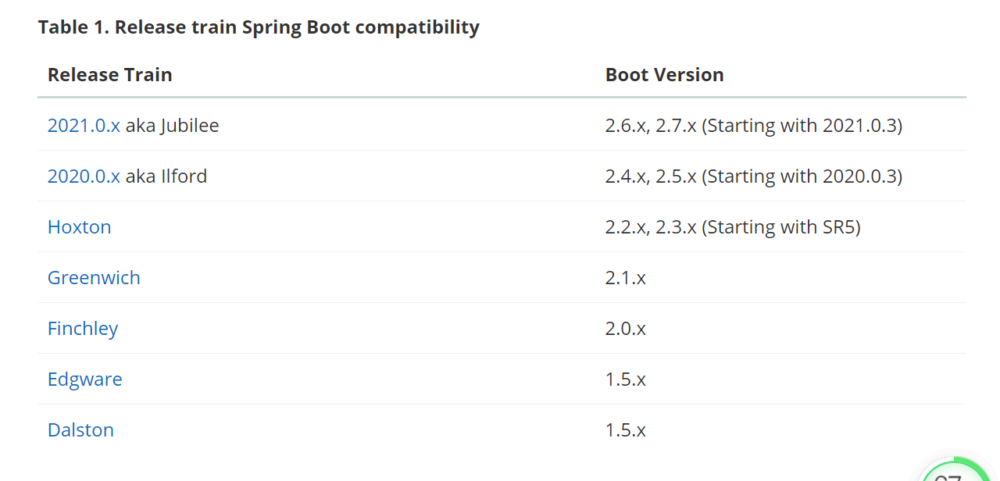 Table 1. Release train Spring Boot compatibility
Release Train Boot Version
2021.0.x aka Jubilee 2.6.x, 2.7.x (Starting with 2021.0.3)
2020.0.x aka Ilford 2.4.x, 2.5.x (Starting with 2020.0.3)
Hoxton 2.2.x, 2.3.x (Starting with SR5)
Greenwich 2.1.x
Finchley 2.0.x
Edgware 1.5.x
Dalston 1.5.x